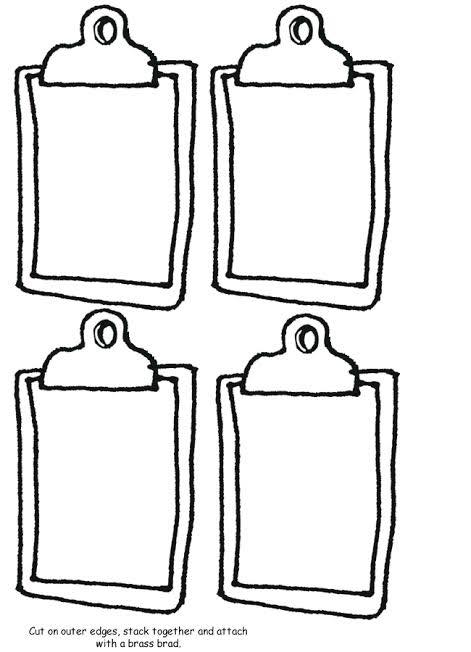 Cut on outer edges, stack together and attach
with a brass brad.